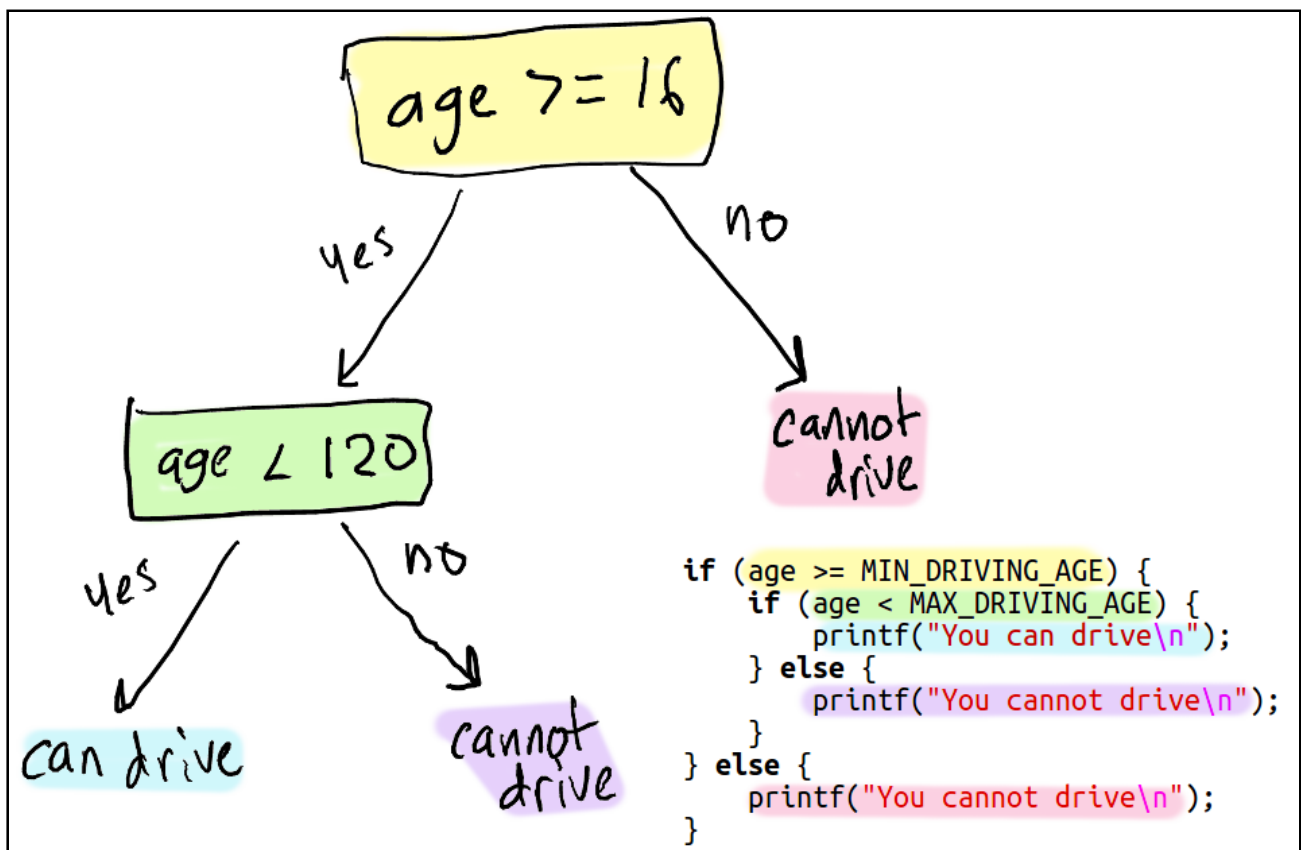 age >= 16
yes
no
age < 120
cannot
drive
yes
no
can drive
cannot
drive
if (age >= MIN_DRIVING_AGE) {
    if (age < MAX_DRIVING_AGE) {
        printf("You can drive\n");
    } else {
        printf("You cannot drive\n");
    }
} else {
    printf("You cannot drive\n");
}